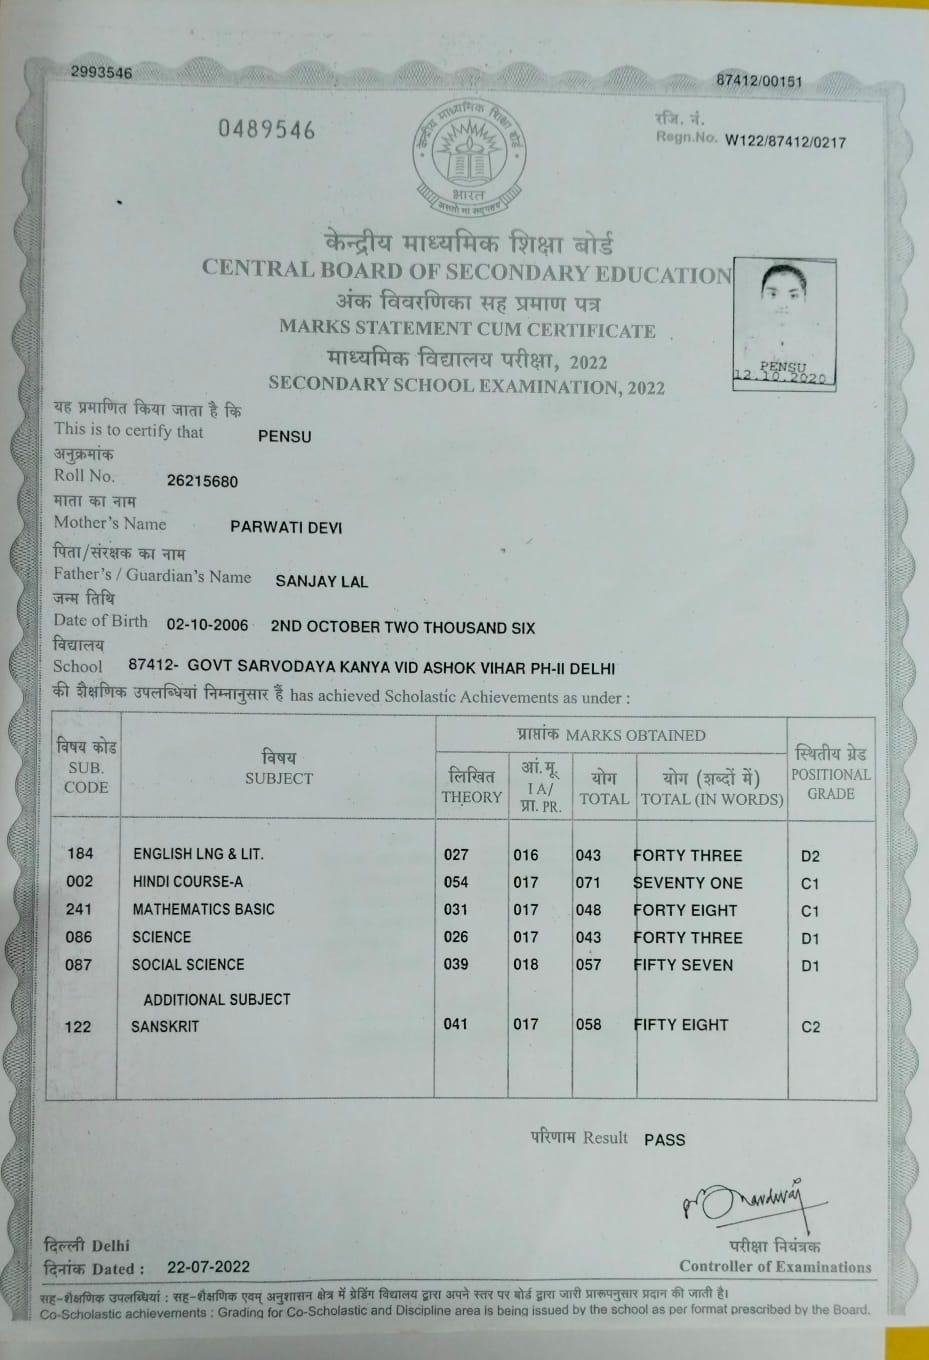 2993546
87412/00151
0489546
रजि. नं.
Regn.No. W122/87412/0217
केन्द्रीय माध्यमिक शिक्षा बोर्ड
भारत
असतो मा सद्गमय
केन्द्रीय माध्यमिक शिक्षा बोर्ड
CENTRAL BOARD OF SECONDARY EDUCATION
अंक विवरणिका सह प्रमाण पत्र
MARKS STATEMENT CUM CERTIFICATE
माध्यमिक विद्यालय परीक्षा, 2022
SECONDARY SCHOOL EXAMINATION, 2022
PENSU
12.10.2020
यह प्रमाणित किया जाता है कि
This is to certify that PENSU
अनुक्रमांक
Roll No. 26215680
माता का नाम
Mother's Name PARWATI DEVI
पिता/संरक्षक का नाम
Father's / Guardian's Name SANJAY LAL
जन्म तिथि
Date of Birth 02-10-2006 2ND OCTOBER TWO THOUSAND SIX
विद्यालय
School 87412- GOVT SARVODAYA KANYA VID ASHOK VIHAR PH-II DELHI
की शैक्षणिक उपलब्धियां निम्नानुसार हैं has achieved Scholastic Achievements as under :
विषय कोड
SUB.
CODE
विषय
SUBJECT
प्राप्तांक MARKS OBTAINED
लिखित
THEORY
आं.मू.
I A/
प्रा. PR.
योग
TOTAL
योग (शब्दों में)
TOTAL (IN WORDS)
स्थितीय ग्रेड
POSITIONAL
GRADE
184 ENGLISH LNG & LIT. 027 016 043 FORTY THREE D2
002 HINDI COURSE-A 054 017 071 SEVENTY ONE C1
241 MATHEMATICS BASIC 031 017 048 FORTY EIGHT C1
086 SCIENCE 026 017 043 FORTY THREE D1
087 SOCIAL SCIENCE 039 018 057 FIFTY SEVEN D1
ADDITIONAL SUBJECT
122 SANSKRIT 041 017 058 FIFTY EIGHT C2
परिणाम Result PASS
दिल्ली Delhi
दिनांक Dated : 22-07-2022
परीक्षा नियंत्रक
Controller of Examinations
सह-शैक्षणिक उपलब्धियां : सह-शैक्षणिक एवम् अनुशासन क्षेत्र में ग्रेडिंग विद्यालय द्वारा अपने स्तर पर बोर्ड द्वारा जारी प्रारूपनुसार प्रदान की जाती है।
Co-Scholastic achievements : Grading for Co-Scholastic and Discipline area is being issued by the school as per format prescribed by the Board.